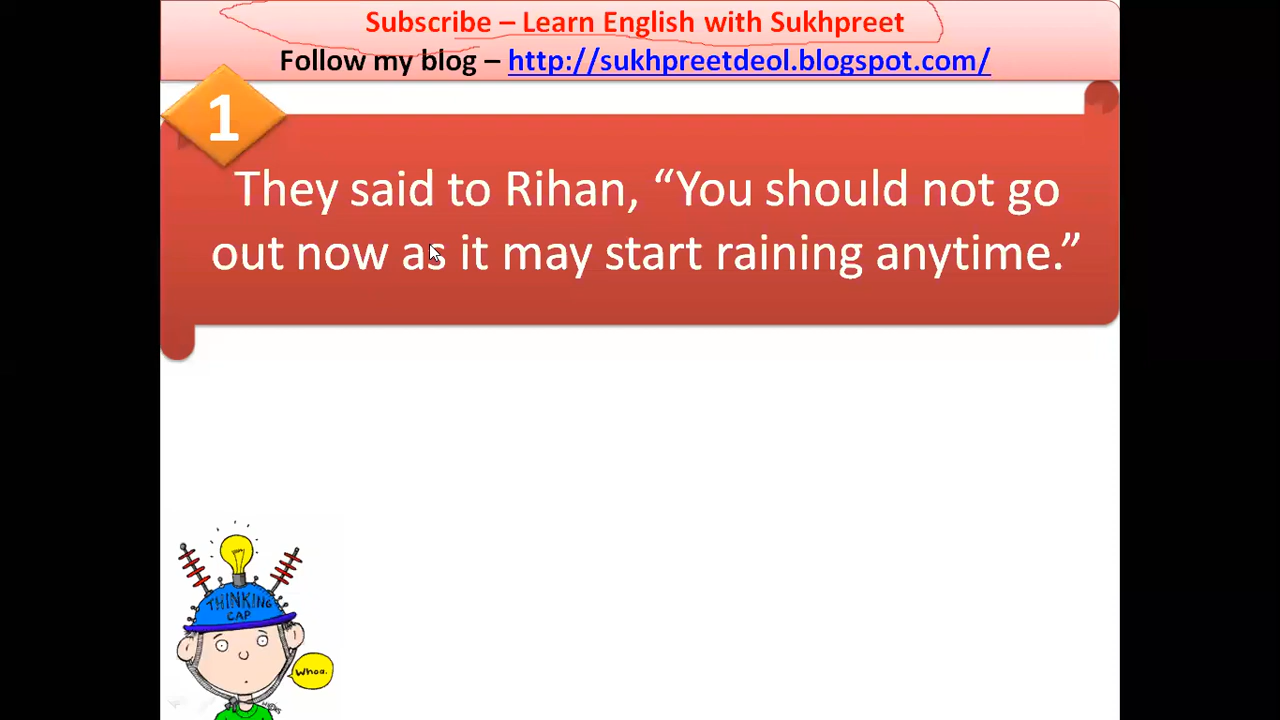 Subscribe – Learn English with Sukhpreet
Follow my blog – http://sukhpreetdeol.blogspot.com/
1
They said to Rihan, “You should not go
out now as it may start raining anytime.”
THINKING
CAP
Whoa.